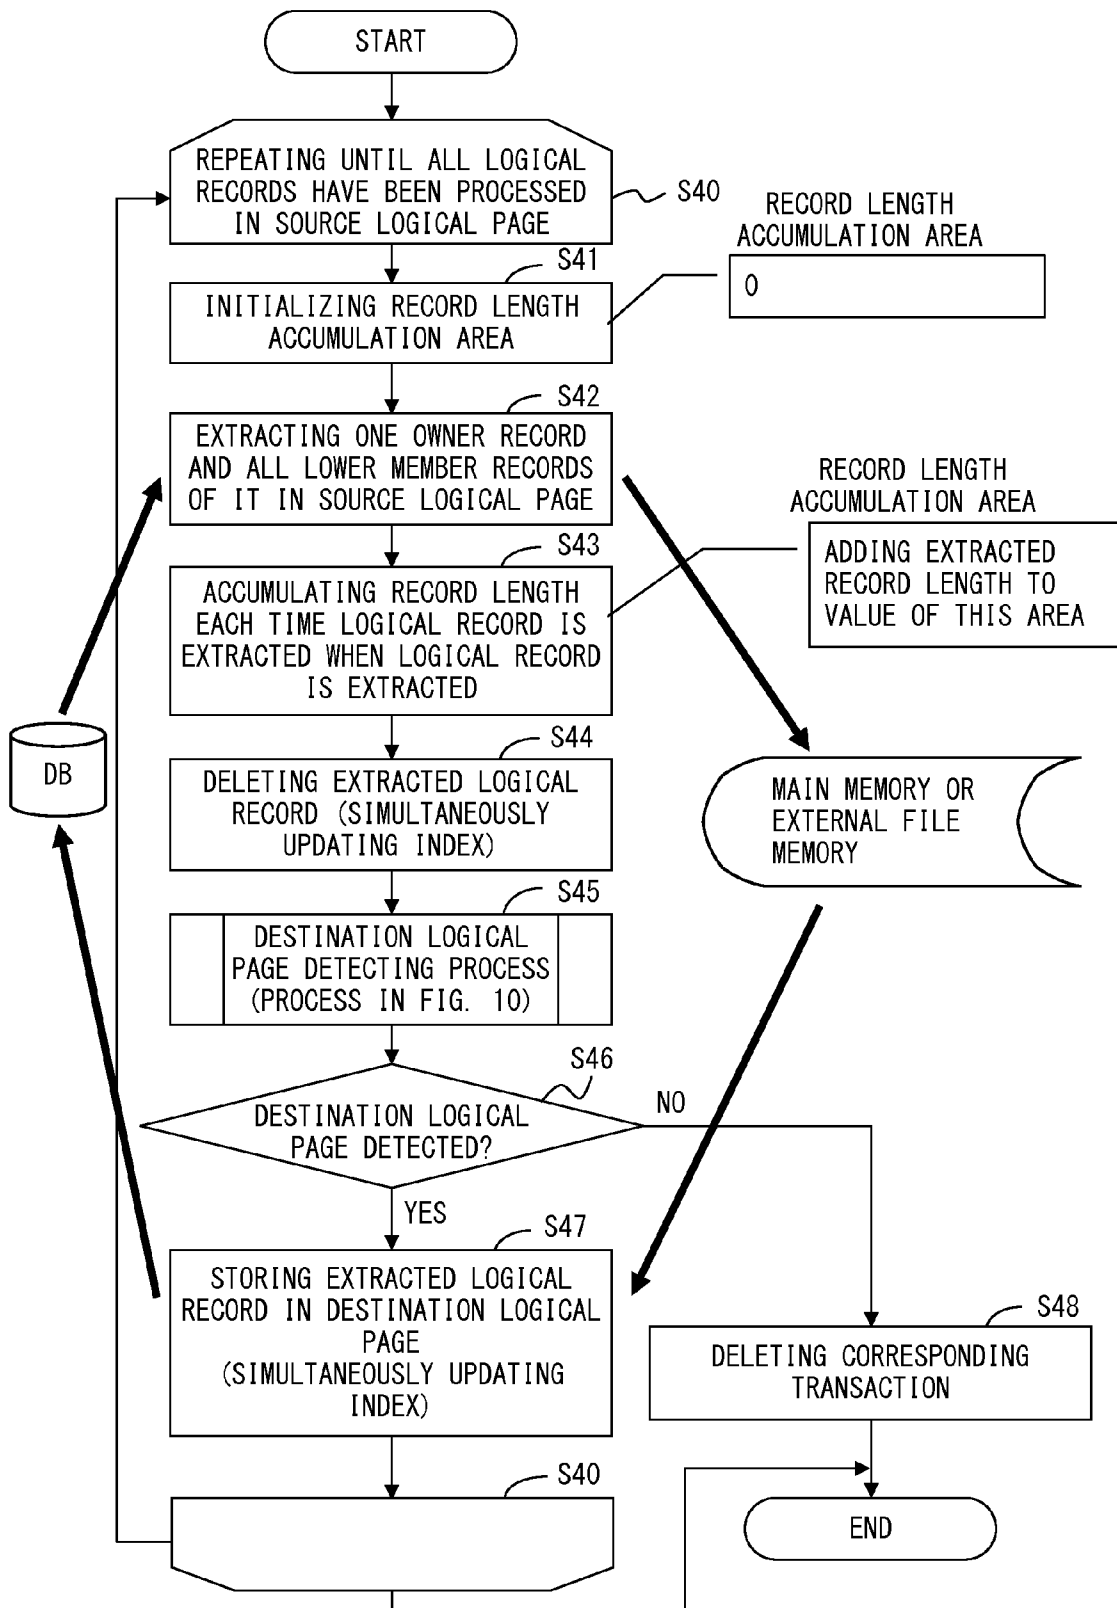 START
REPEATING UNTIL ALL LOGICAL
RECORDS HAVE BEEN PROCESSED
IN SOURCE LOGICAL PAGE
S40
RECORD LENGTH
ACCUMULATION AREA
0
S41
INITIALIZING RECORD LENGTH
ACCUMULATION AREA
S42
EXTRACTING ONE OWNER RECORD
AND ALL LOWER MEMBER RECORDS
OF IT IN SOURCE LOGICAL PAGE
RECORD LENGTH
ACCUMULATION AREA
ADDING EXTRACTED
RECORD LENGTH TO
VALUE OF THIS AREA
S43
ACCUMULATING RECORD LENGTH
EACH TIME LOGICAL RECORD IS
EXTRACTED WHEN LOGICAL RECORD
IS EXTRACTED
DB
S44
DELETING EXTRACTED LOGICAL
RECORD (SIMULTANEOUSLY
UPDATING INDEX)
MAIN MEMORY OR
EXTERNAL FILE
MEMORY
S45
DESTINATION LOGICAL
PAGE DETECTING PROCESS
(PROCESS IN FIG. 10)
S46
DESTINATION LOGICAL
PAGE DETECTED?
NO
YES
S47
STORING EXTRACTED LOGICAL
RECORD IN DESTINATION LOGICAL
PAGE
(SIMULTANEOUSLY UPDATING
INDEX)
S48
DELETING CORRESPONDING
TRANSACTION
S40
END